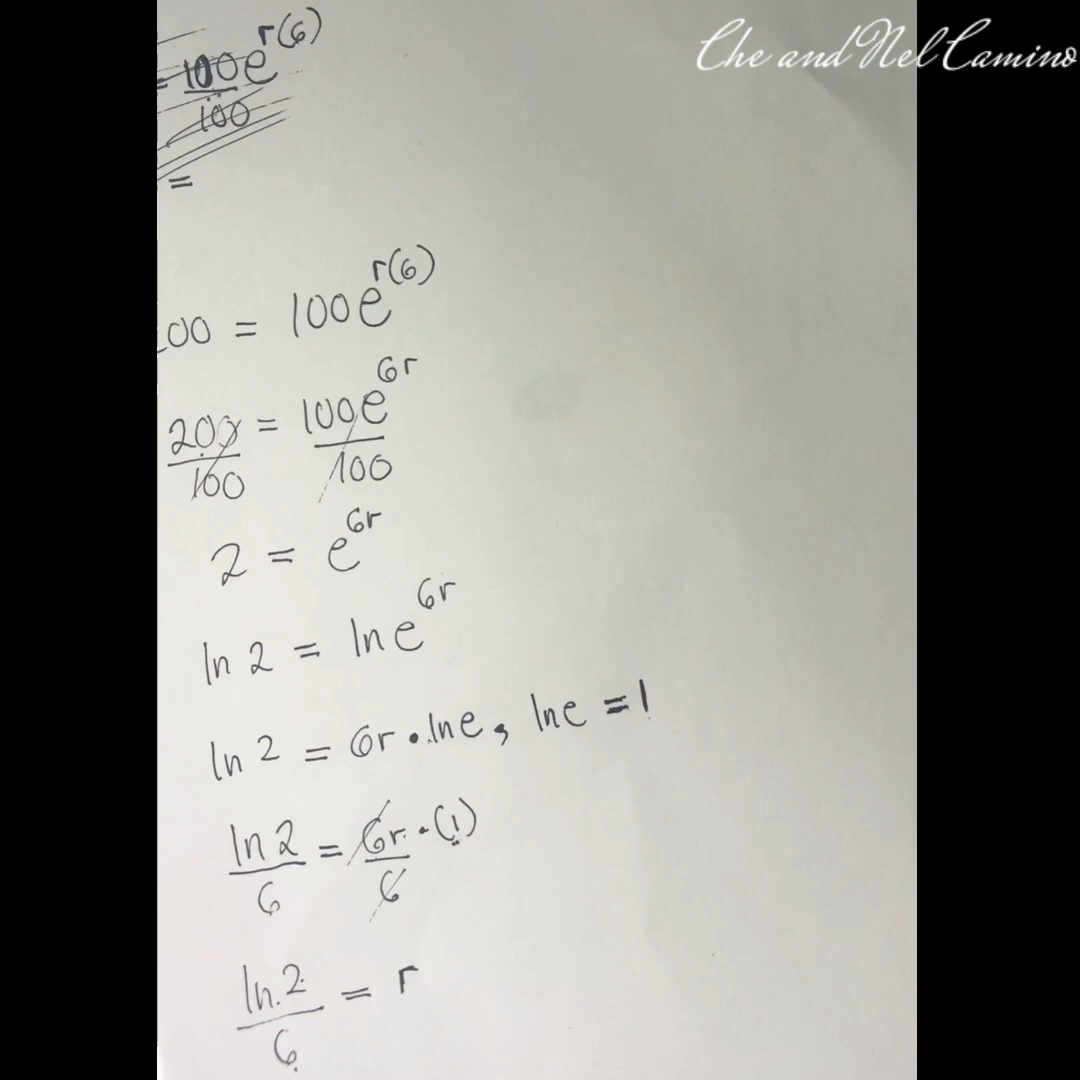 Che and Nel Camino
= 100e^r(6)
100
=
00 = 100e^r(6)
200/100 = 100e^6r/100
2 = e^6r
ln 2 = ln e^6r
ln 2 = 6r • ln e, ln e = 1
ln 2/6 = 6r/6 • (1)
ln 2/6 = r